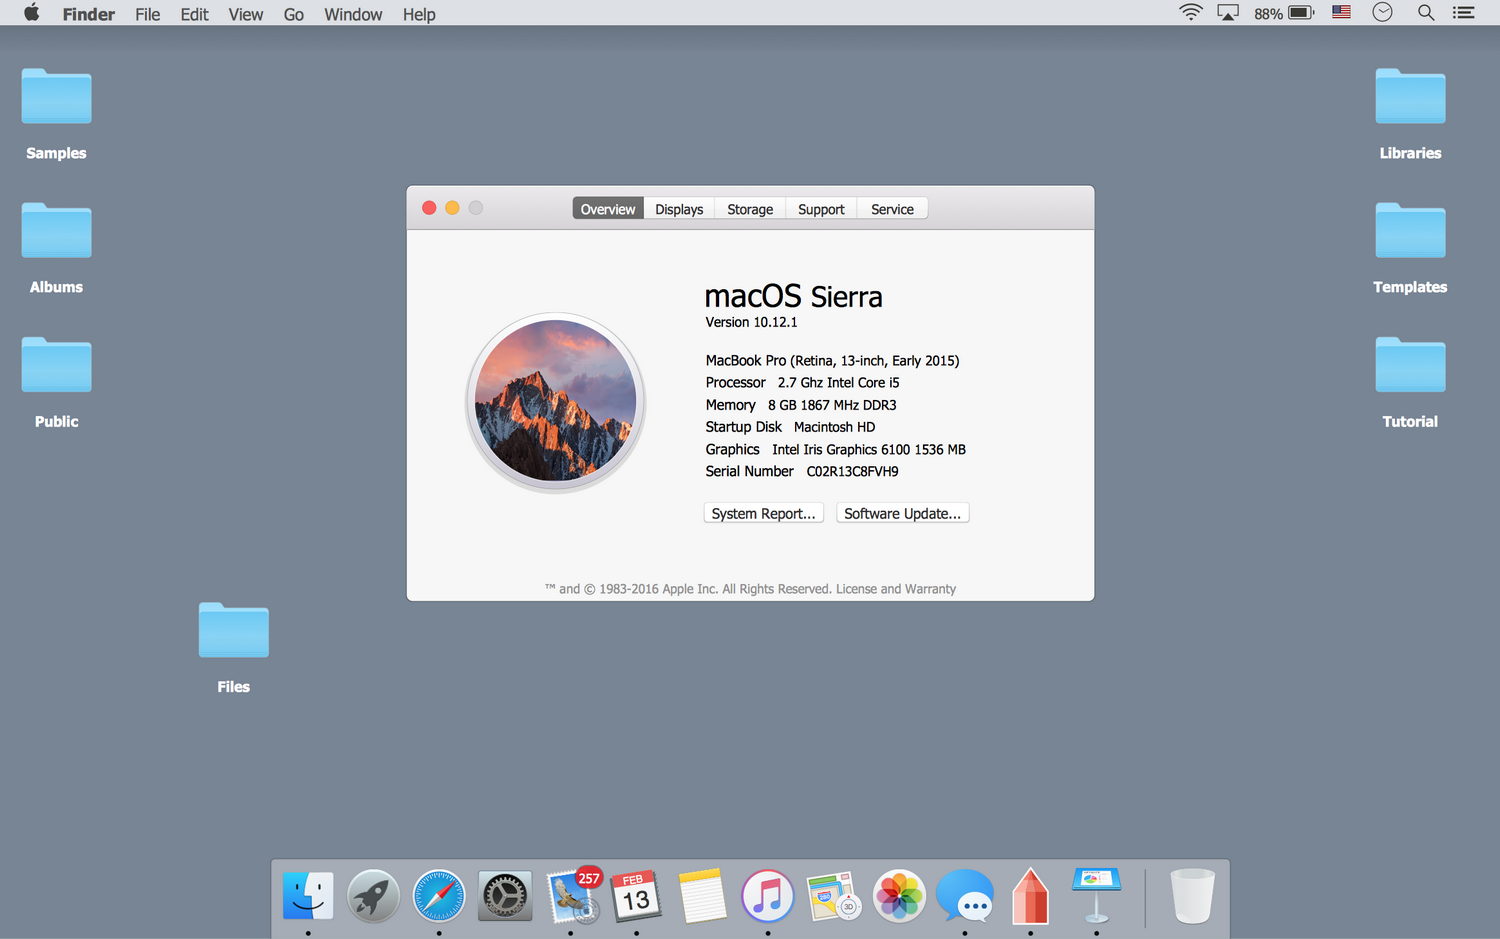 Finder File Edit View Go Window Help 88%
Samples
Libraries
Overview Displays Storage Support Service
Albums
Templates
macOS Sierra
Version 10.12.1
MacBook Pro (Retina, 13-inch, Early 2015)
Processor 2.7 Ghz Intel Core i5
Memory 8 GB 1867 MHz DDR3
Startup Disk Macintosh HD
Graphics Intel Iris Graphics 6100 1536 MB
Serial Number C02R13C8FVH9
Public
Tutorial
System Report... Software Update...
™ and © 1983-2016 Apple Inc. All Rights Reserved. License and Warranty
Files
257
FEB
13
3D